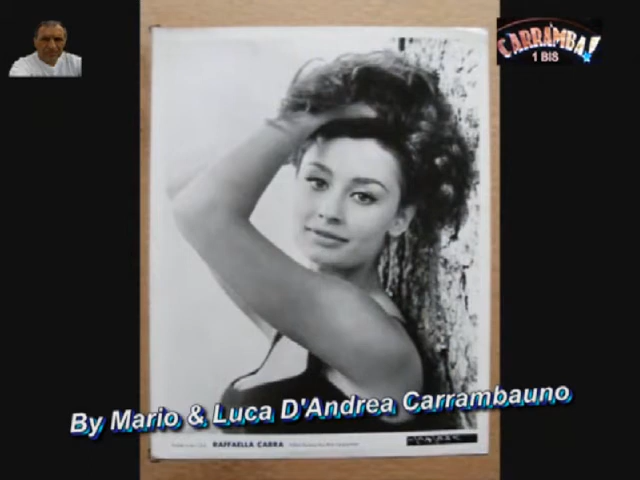 CARRAMBA!
1 BIS
By Mario & Luca D'Andrea Carrambauno
RAFFAELLA CARRA